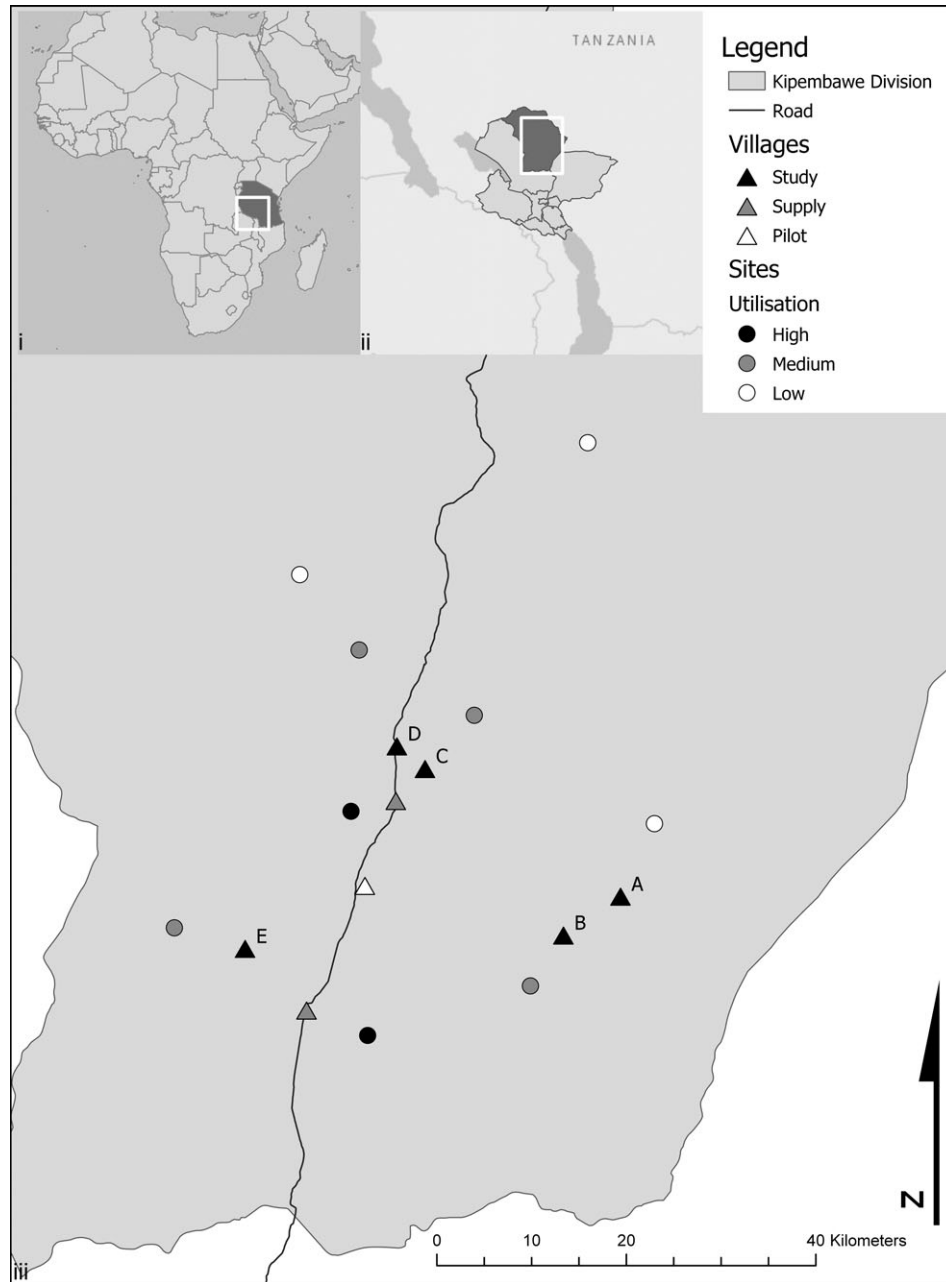 TANZANIA
i
ii
Legend
Kipembawe Division
Road
Villages
Study
Supply
Pilot
Sites
Utilisation
High
Medium
Low
D
C
A
B
E
N
0 10 20 40 Kilometers
iii